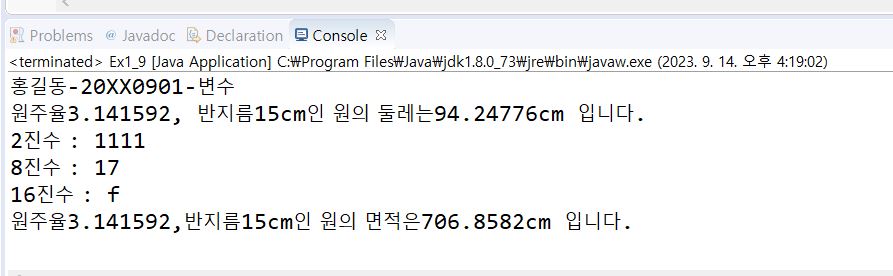 Problems Javadoc Declaration Console
<terminated> Ex1_9 [Java Application] C:₩Program Files₩Java₩jdk1.8.0_73₩jre₩bin₩javaw.exe (2023. 9. 14. 오후 4:19:02)
홍길동-20XX0901-변수
원주율3.141592, 반지름15cm인 원의 둘레는94.24776cm 입니다.
2진수 : 1111
8진수 : 17
16진수 : f
원주율3.141592,반지름15cm인 원의 면적은706.8582cm 입니다.